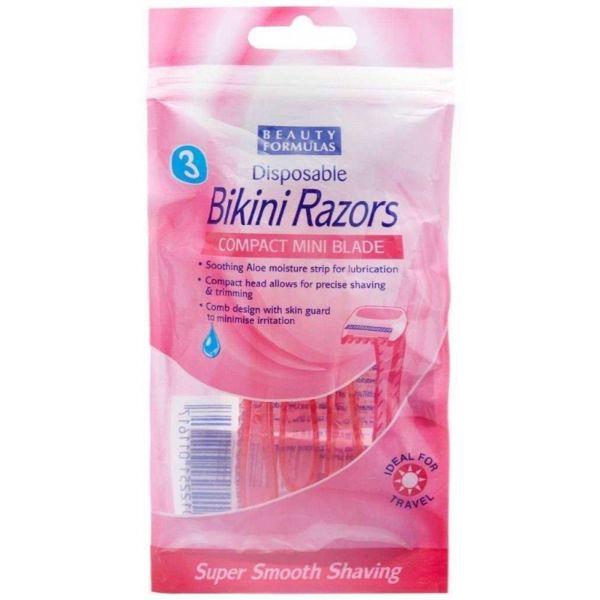 BEAUTY
FORMULAS
3
Disposable
Bikini Razors
COMPACT MINI BLADE
• Soothing Aloe moisture strip for lubrication
• Compact head allows for precise shaving
& trimming
• Comb design with skin guard
to minimise irritation
IDEAL FOR
TRAVEL
Super Smooth Shaving